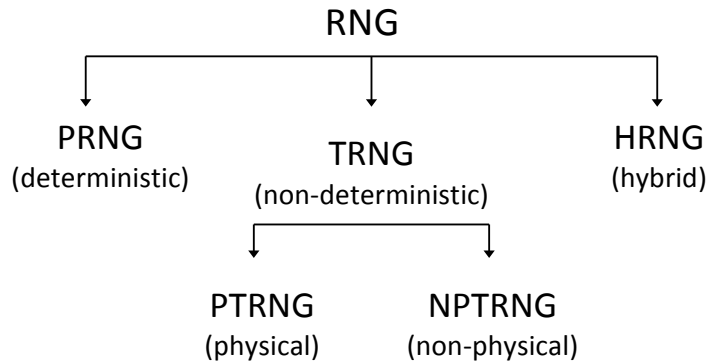 RNG
PRNG
(deterministic)
TRNG
(non-deterministic)
HRNG
(hybrid)
PTRNG
(physical)
NPTRNG
(non-physical)